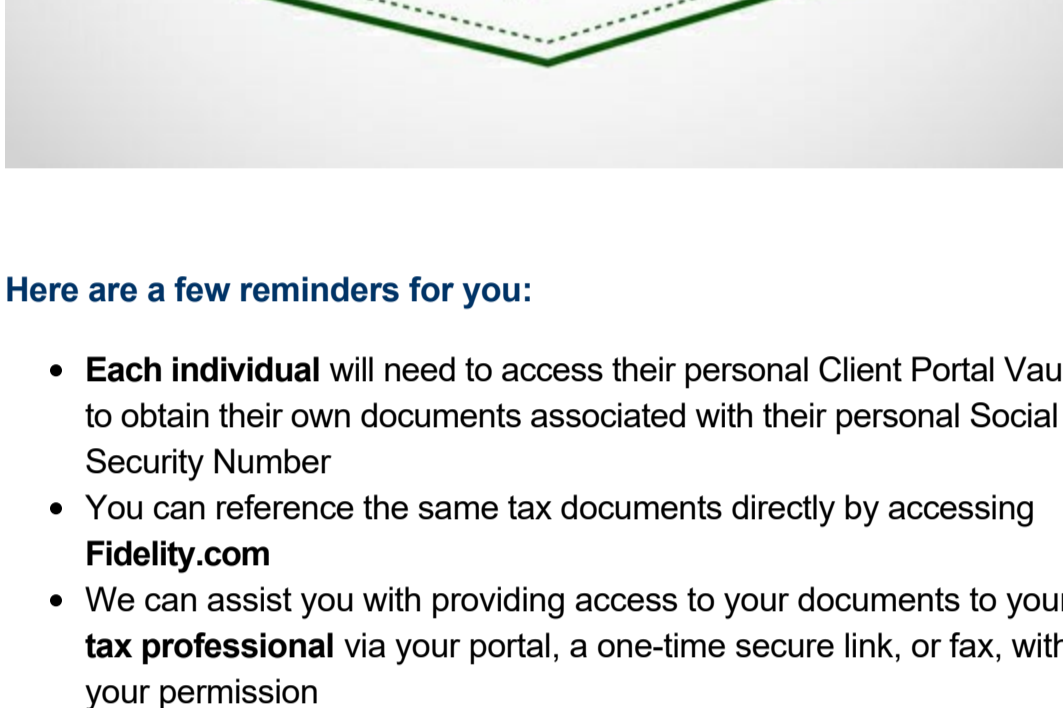 Here are a few reminders for you:
Each individual will need to access their personal Client Portal Vau
to obtain their own documents associated with their personal Social
Security Number
You can reference the same tax documents directly by accessing
Fidelity.com
We can assist you with providing access to your documents to your
tax professional via your portal, a one-time secure link, or fax, with
your permission